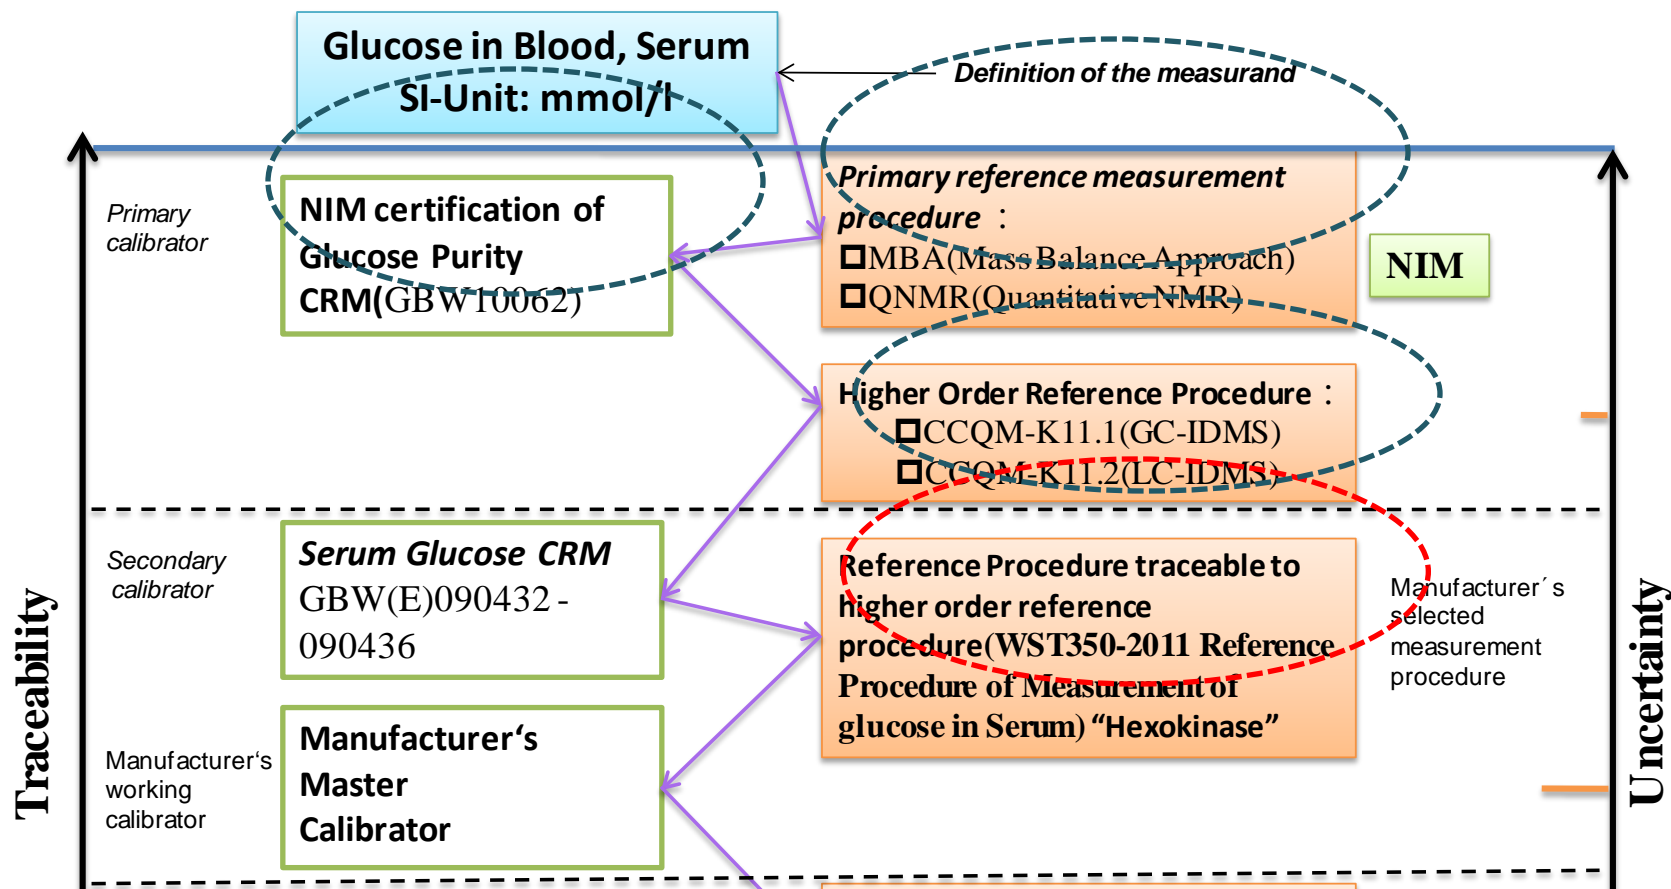 Glucose in Blood, Serum
SI-Unit: mmol/l
Definition of the measurand
Primary
calibrator
NIM certification of
Glucose Purity
CRM(GBW10062)
Primary reference measurement
procedure :
MBA(Mass Balance Approach)
QNMR(Quantitative NMR)
NIM
Higher Order Reference Procedure :
CCQM-K11.1(GC-IDMS)
CCQM-K11.2(LC-IDMS)
Secondary
calibrator
Serum Glucose CRM
GBW(E)090432 -
090436
Reference Procedure traceable to
higher order reference
procedure(WST350-2011 Reference
Procedure of Measurement of
glucose in Serum) “Hexokinase”
Manufacturer´s
selected
measurement
procedure
Manufacturer‘s
working
calibrator
Manufacturer‘s
Master
Calibrator
Traceability
Uncertainty